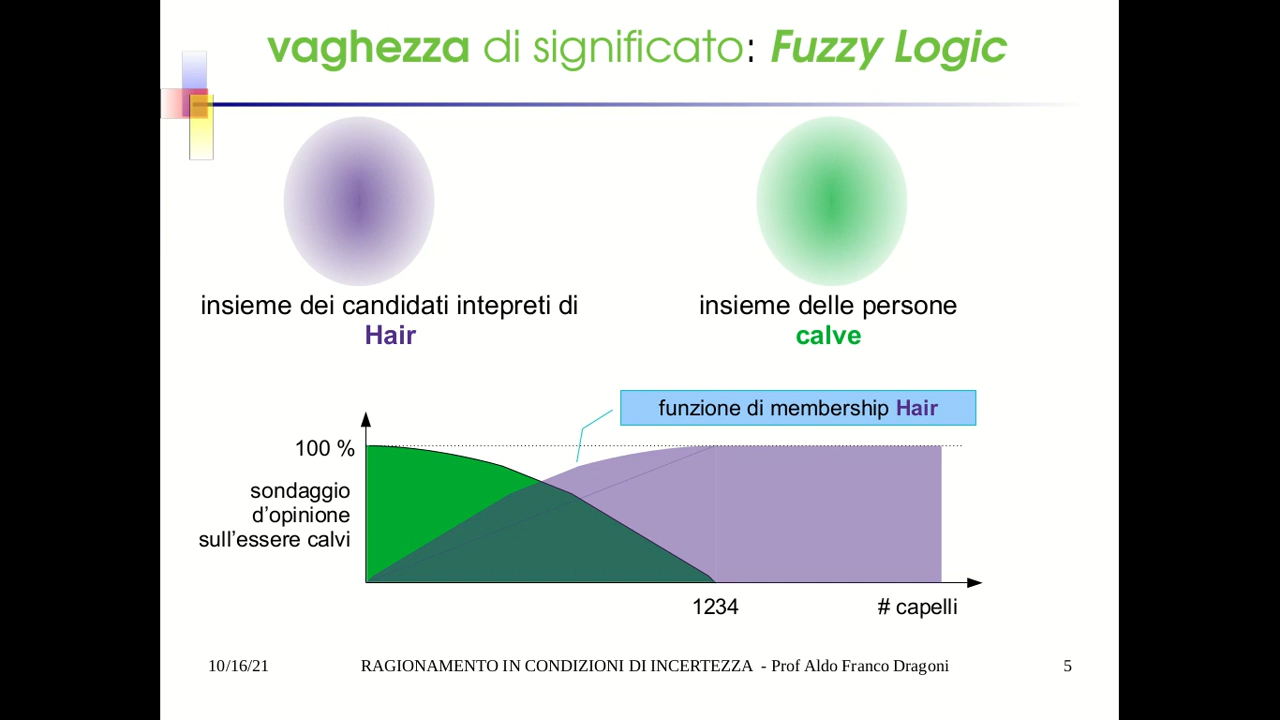 vaghezza di significato: Fuzzy Logic
insieme dei candidati intepreti di
Hair
insieme delle persone
calve
funzione di membership Hair
100 %
sondaggio
d’opinione
sull’essere calvi
1234
# capelli
10/16/21
RAGIONAMENTO IN CONDIZIONI DI INCERTEZZA - Prof Aldo Franco Dragoni
5